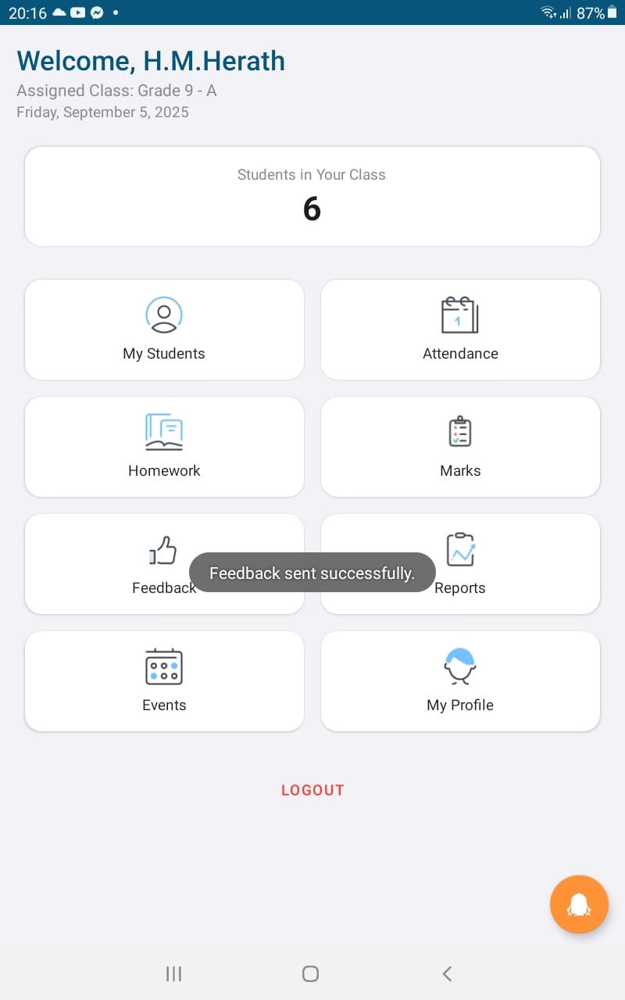 20:16
87%
Welcome, H.M.Herath
Assigned Class: Grade 9 - A
Friday, September 5, 2025
Students in Your Class
6
My Students
1
Attendance
Homework
Marks
Feedback
Feedback sent successfully.
Reports
Events
My Profile
LOGOUT